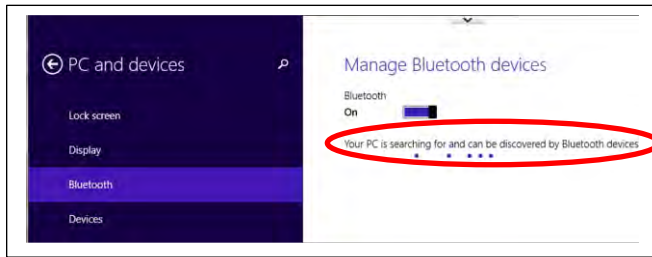 PC and devices
Lock screen
Display
Bluetooth
Devices
Manage Bluetooth devices
Bluetooth
On
Your PC is searching for and can be discovered by Bluetooth devices